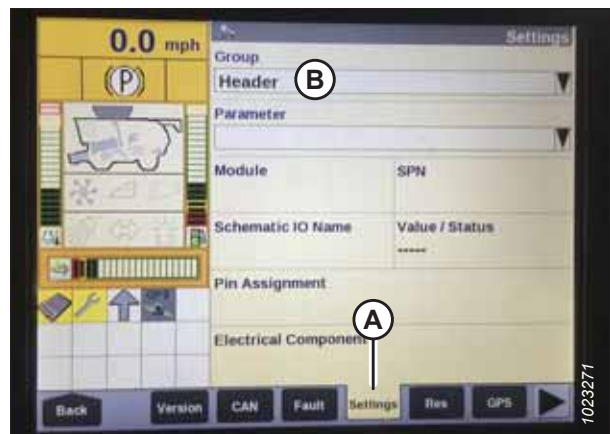 0.0 mph
Settings
(P)
Group
Header
B
Parameter
Module
SPN
Schematic IO Name
Value / Status
-----
Pin Assignment
A
Electrical Component
Back
Version
CAN
Fault
Settings
Res
GPS
1023271